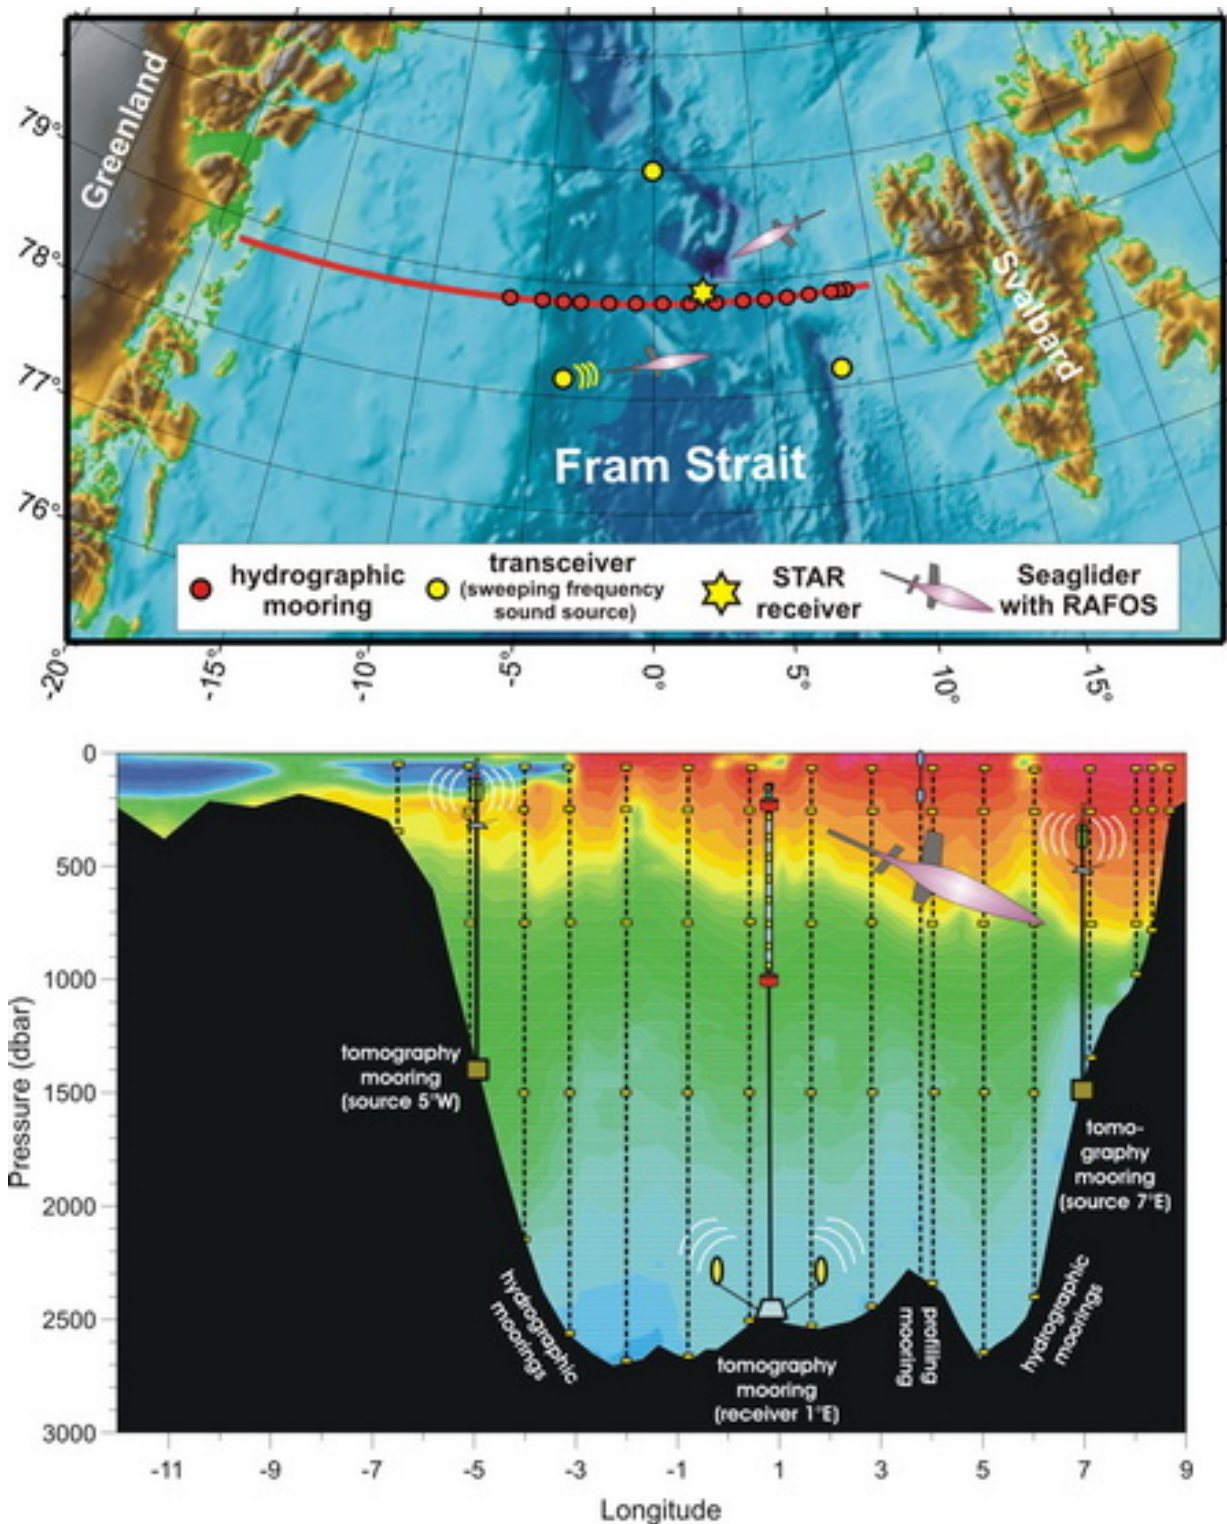 Greenland
79°
78°
77°
76°
Svalbard
Fram Strait
hydrographic
mooring
transceiver
(sweeping frequency
sound source)
STAR
receiver
Seaglider
with RAFOS
-20°
-15°
-10°
-5°
0°
5°
10°
15°
0
500
1000
1500
2000
2500
3000
Pressure (dbar)
tomography
mooring
(source 5°W)
tomo-
graphy
mooring
(source 7°E)
hydrographic
moorings
tomography
mooring
(receiver 1°E)
profiling
mooring
hydrographic
moorings
-11
-9
-7
-5
-3
-1
1
3
5
7
9
Longitude